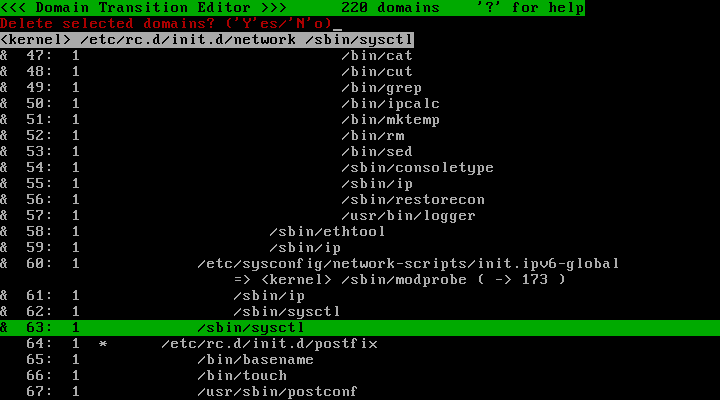 <<< Domain Transition Editor >>>      220 domains    '?' for help
Delete selected domains? ('Y'es/'N'o)_
<kernel> /etc/rc.d/init.d/network /sbin/sysctl
&  47:  1                             /bin/cat
&  48:  1                             /bin/cut
&  49:  1                             /bin/grep
&  50:  1                             /bin/ipcalc
&  51:  1                             /bin/mktemp
&  52:  1                             /bin/rm
&  53:  1                             /bin/sed
&  54:  1                             /sbin/consoletype
&  55:  1                             /sbin/ip
&  56:  1                             /sbin/restorecon
&  57:  1                             /usr/bin/logger
&  58:  1                     /sbin/ethtool
&  59:  1                     /sbin/ip
&  60:  1             /etc/sysconfig/network-scripts/init.ipv6-global
                          => <kernel> /sbin/modprobe ( -> 173 )
&  61:  1                 /sbin/ip
&  62:  1                 /sbin/sysctl
&  63:  1             /sbin/sysctl
   64:  1  *      /etc/rc.d/init.d/postfix
   65:  1             /bin/basename
   66:  1             /bin/touch
   67:  1             /usr/sbin/postconf